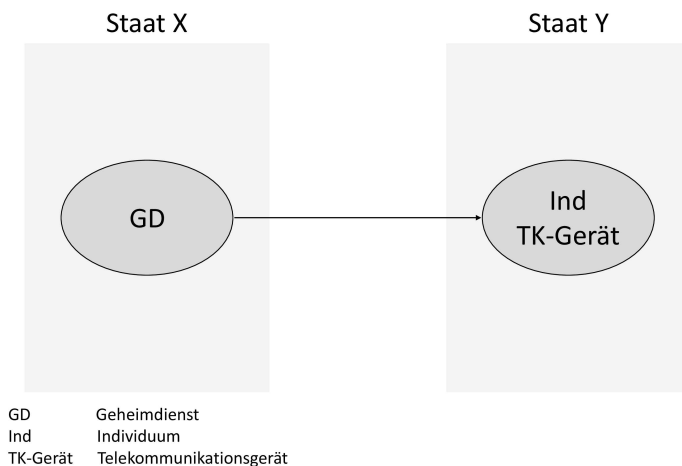 Staat X
Staat Y
GD
Ind
TK-Gerät
GD Geheimdienst
Ind Individuum
TK-Gerät Telekommunikationsgerät